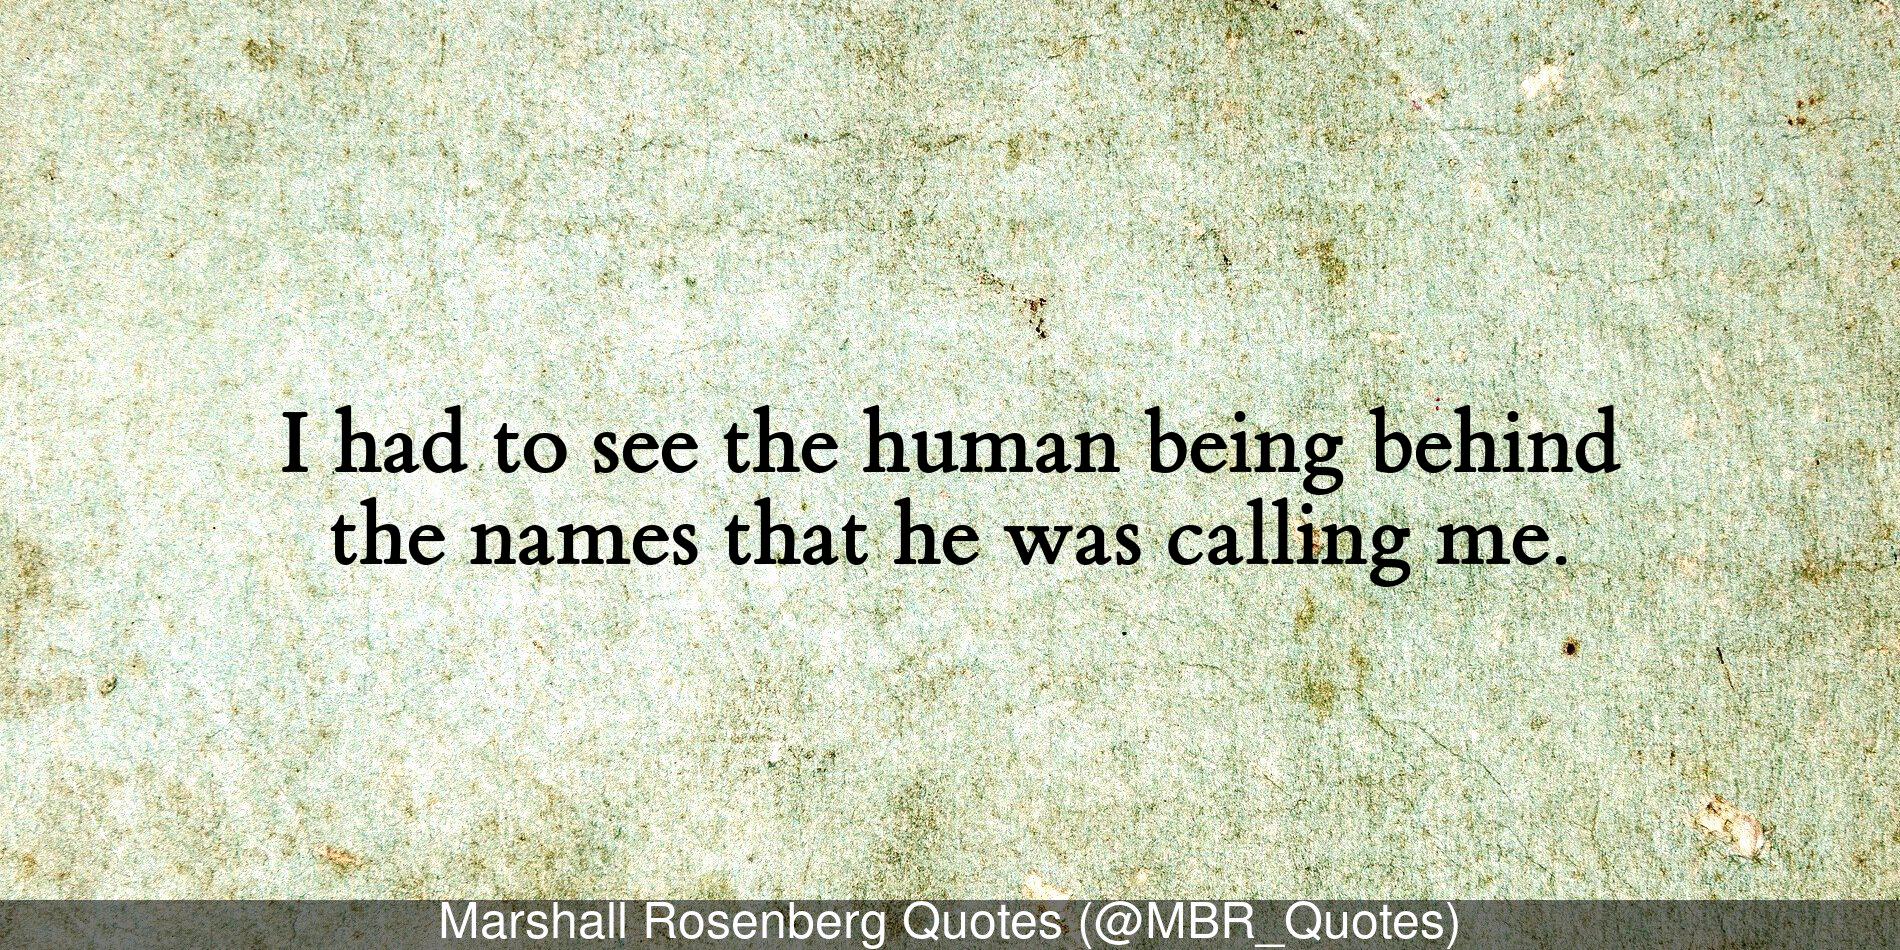 I had to see the human being behind
the names that he was calling me.
Marshall Rosenberg Quotes (@MBR_Quotes)